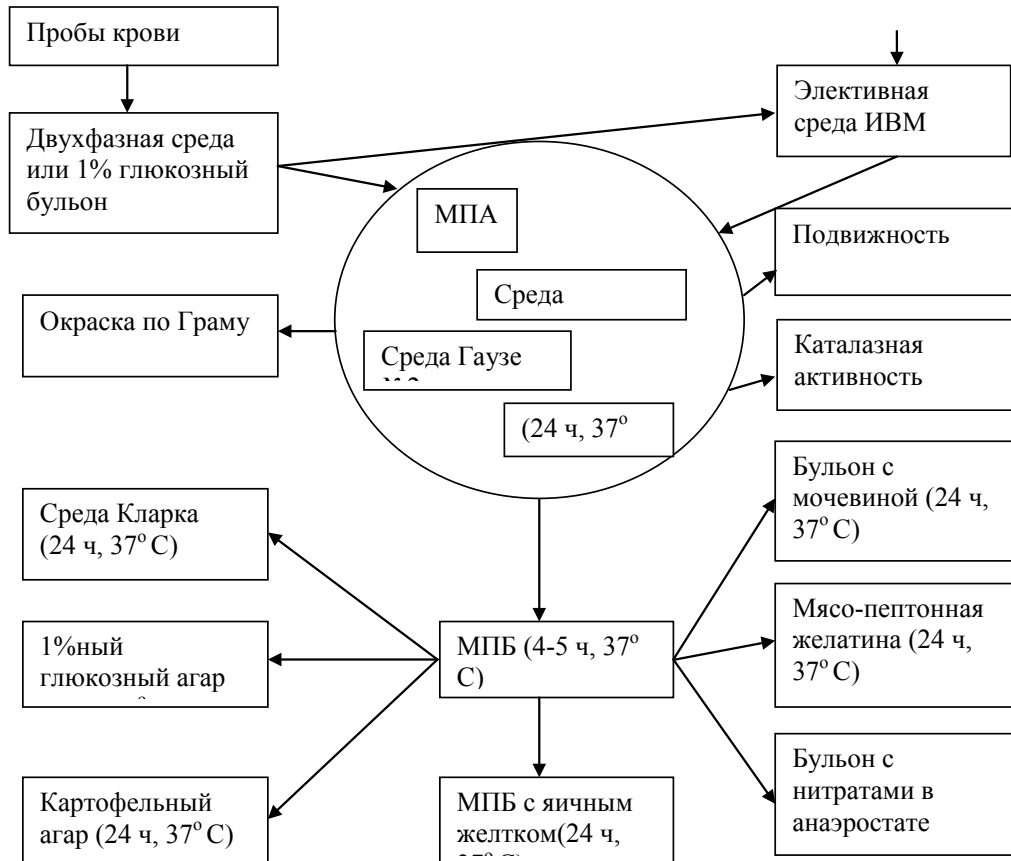 Пробы крови
Элективная
среда ИВМ
Двухфазная среда
или 1% глюкозный
бульон
МПА
Подвижность
Среда
Окраска по Граму
Среда Гаузе
Каталазная
активность
(24 ч, 37°
Бульон с
мочевиной (24 ч,
37° С)
Среда Кларка
(24 ч, 37° С)
Мясо-пептонная
желатина (24 ч,
37° С)
МПБ (4-5 ч, 37°
С)
1%ный
глюкозный агар
Бульон с
нитратами в
анаэростате
Картофельный
агар (24 ч, 37° С)
МПБ с яичным
желтком(24 ч,